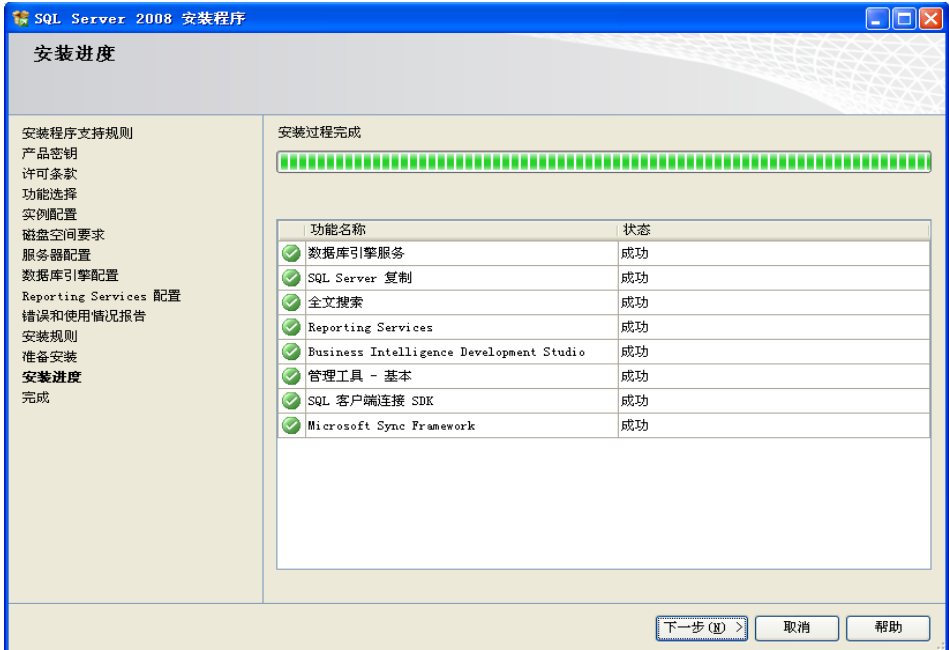 SQL Server 2008 安装程序
安装进度
安装程序支持规则
产品密钥
许可条款
功能选择
实例配置
磁盘空间要求
服务器配置
数据库引擎配置
Reporting Services 配置
错误和使用情况报告
安装规则
准备安装
安装进度
完成
安装过程完成
功能名称 状态
数据库引擎服务 成功
SQL Server 复制 成功
全文搜索 成功
Reporting Services 成功
Business Intelligence Development Studio 成功
管理工具 - 基本 成功
SQL 客户端连接 SDK 成功
Microsoft Sync Framework 成功
下一步(N) > 取消 帮助